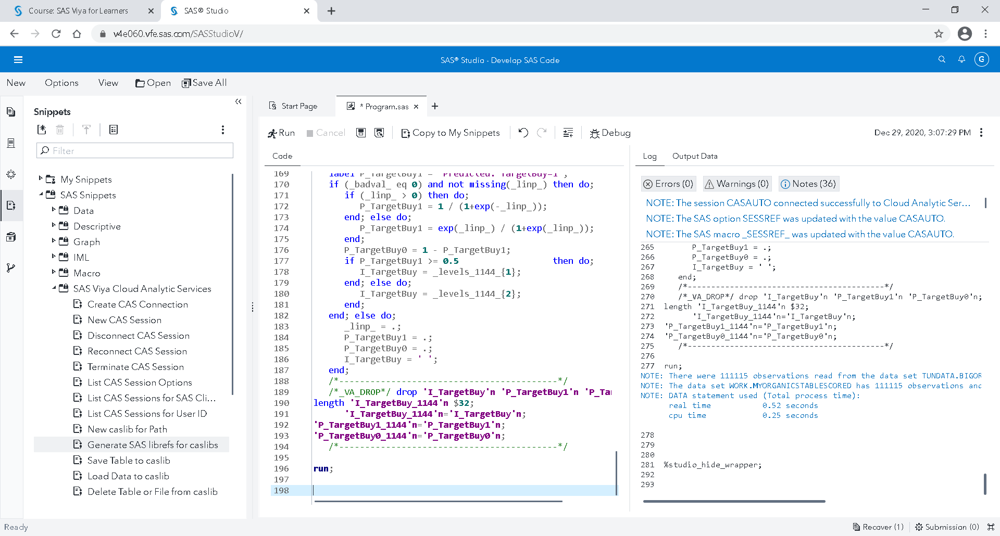 Course: SAS Viya for Learners
SAS® Studio
v4e060.vfe.sas.com/SASStudioV/
SAS® Studio - Develop SAS Code
G
New Options View Open Save All
Snippets
Filter
My Snippets
SAS Snippets
Data
Descriptive
Graph
IML
Macro
SAS Viya Cloud Analytic Services
Create CAS Connection
New CAS Session
Disconnect CAS Session
Reconnect CAS Session
Terminate CAS Session
List CAS Session Options
List CAS Sessions for SAS Cli...
List CAS Sessions for User ID
New caslib for Path
Generate SAS librefs for caslibs
Save Table to caslib
Load Data to caslib
Delete Table or File from caslib
Start Page
* Program.sas
Run Cancel Copy to My Snippets Debug
Dec 29, 2020, 3:07:29 PM
Code
169 label P_TargetBuy1 = 'Predicted: TargetBuy=1';
170 if (_badval_ eq 0) and not missing(_linp_) then do;
171 if (_linp_ > 0) then do;
172 P_TargetBuy1 = 1 / (1+exp(-_linp_));
173 end; else do;
174 P_TargetBuy1 = exp(_linp_) / (1+exp(_linp_));
175 end;
176 P_TargetBuy0 = 1 - P_TargetBuy1;
177 if P_TargetBuy1 >= 0.5 then do;
178 I_TargetBuy = _levels_1144_{1};
179 end; else do;
180 I_TargetBuy = _levels_1144_{2};
181 end;
182 end; else do;
183 _linp_ = .;
184 P_TargetBuy1 = .;
185 P_TargetBuy0 = .;
186 I_TargetBuy = ' ';
187 end;
188 /*------------------------------------------*/
189 /*_VA_DROP*/ drop 'I_TargetBuy'n 'P_TargetBuy1'n 'P_Ta
190 length 'I_TargetBuy_1144'n $32;
191 'I_TargetBuy_1144'n='I_TargetBuy'n;
192 'P_TargetBuy1_1144'n='P_TargetBuy1'n;
193 'P_TargetBuy0_1144'n='P_TargetBuy0'n;
194 /*------------------------------------------*/
195
196 run;
197
198
Log Output Data
Errors (0) Warnings (0) Notes (36)
NOTE: The session CASAUTO connected successfully to Cloud Analytic Ser...
NOTE: The SAS option SESSREF was updated with the value CASAUTO.
NOTE: The SAS macro _SESSREF_ was updated with the value CASAUTO.
265 P_TargetBuy1 = .;
266 P_TargetBuy0 = .;
267 I_TargetBuy = ' ';
268 end;
269 /*------------------------------------------*/
270 /*_VA_DROP*/ drop 'I_TargetBuy'n 'P_TargetBuy1'n 'P_TargetBuy0'n;
271 length 'I_TargetBuy_1144'n $32;
272 'I_TargetBuy_1144'n='I_TargetBuy'n;
273 'P_TargetBuy1_1144'n='P_TargetBuy1'n;
274 'P_TargetBuy0_1144'n='P_TargetBuy0'n;
275 /*------------------------------------------*/
276
277 run;
NOTE: There were 111115 observations read from the data set TUNDATA.BIGOR
NOTE: The data set WORK.MYORGANICSTABLESCORED has 111115 observations and
NOTE: DATA statement used (Total process time):
real time 0.52 seconds
cpu time 0.25 seconds
278
279
280
281 %studio_hide_wrapper;
292
293
Ready
Recover (1) Submission (0)